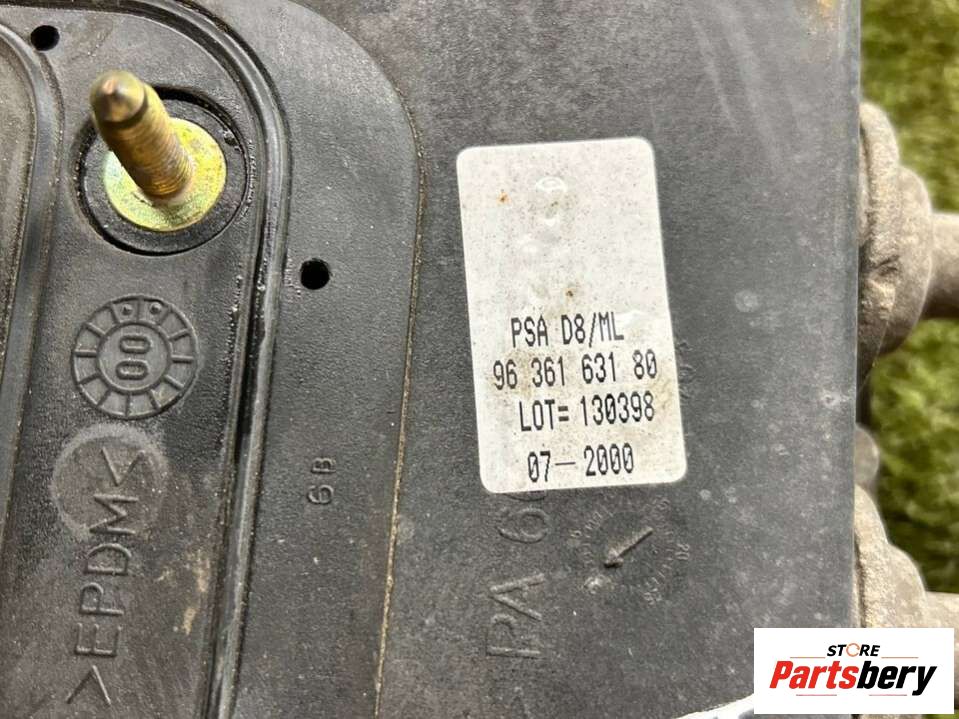 PSA D8/ML
96 361 631 80
LOT= 130398
07-2000
00
6B
>EPDM<
PA 6
STORE
Partsbery